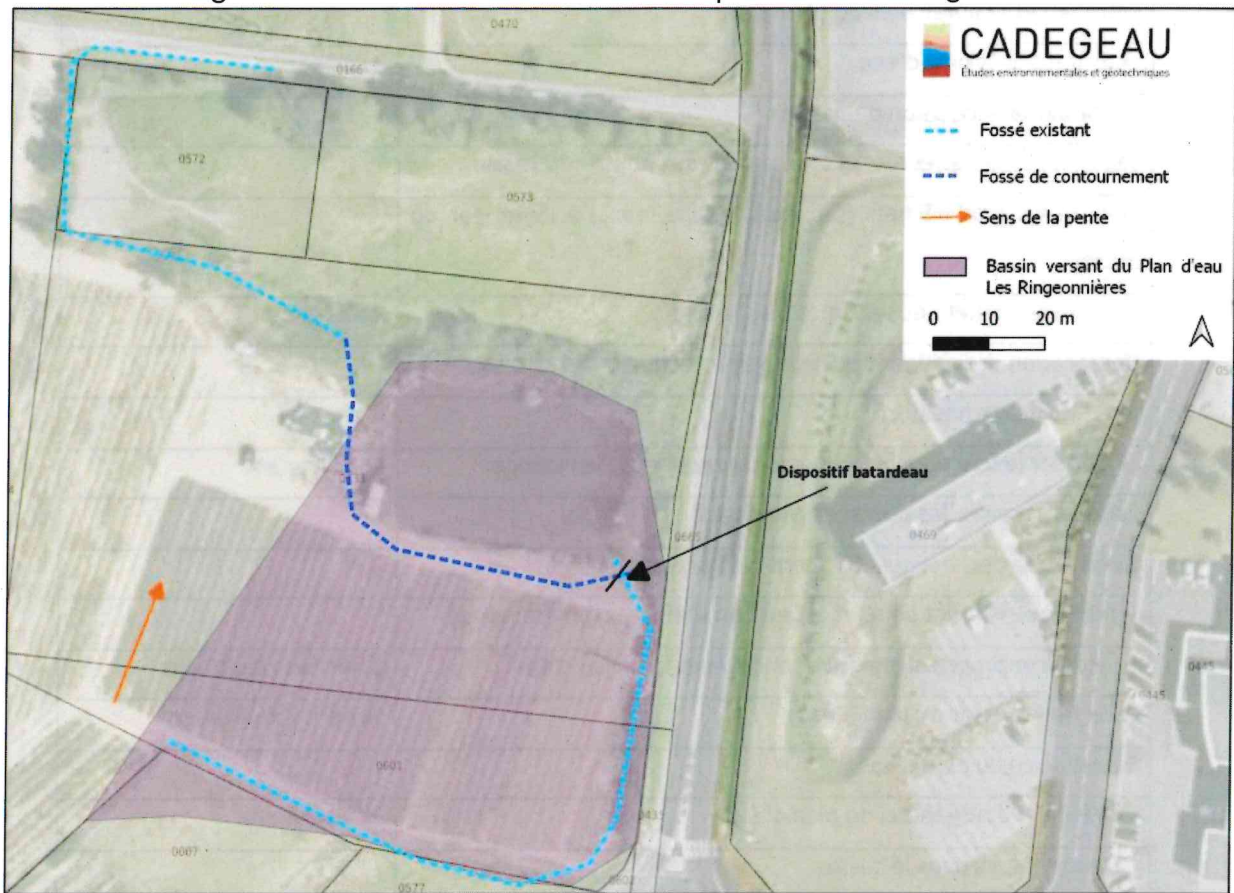 0470
CADEGEAU
Études environnementales et géotechniques
0166
Fossé existant
0572
Fossé de contournement
0573
Sens de la pente
Bassin versant du Plan d'eau
Les Ringeonnières
0 10 20 m
Dispositif batardeau
0469
0445
0445
0601
0007
0577